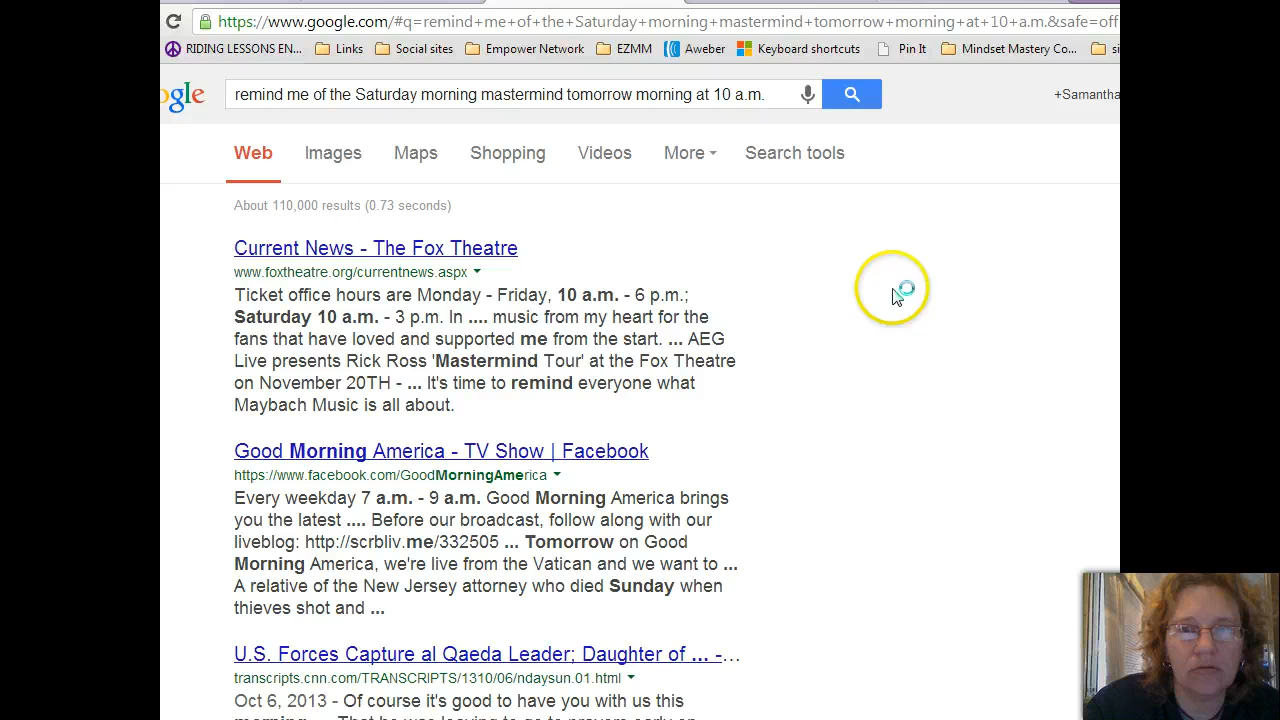 https://www.google.com/#q=remind+me+of+the+Saturday+morning+mastermind+tomorrow+morning+at+10+a.m.&safe=off
RIDING LESSONS EN... Links Social sites Empower Network EZMM Aweber Keyboard shortcuts Pin It Mindset Mastery Co... si
ogle remind me of the Saturday morning mastermind tomorrow morning at 10 a.m. +Samantha
Web Images Maps Shopping Videos More Search tools
About 110,000 results (0.73 seconds)
Current News - The Fox Theatre
www.foxtheatre.org/currentnews.aspx
Ticket office hours are Monday - Friday, 10 a.m. - 6 p.m.;
Saturday 10 a.m. - 3 p.m. In .... music from my heart for the
fans that have loved and supported me from the start. ... AEG
Live presents Rick Ross 'Mastermind Tour' at the Fox Theatre
on November 20TH - ... It's time to remind everyone what
Maybach Music is all about.
Good Morning America - TV Show | Facebook
https://www.facebook.com/GoodMorningAmerica
Every weekday 7 a.m. - 9 a.m. Good Morning America brings
you the latest .... Before our broadcast, follow along with our
liveblog: http://scrbliv.me/332505 ... Tomorrow on Good
Morning America, we're live from the Vatican and we want to ...
A relative of the New Jersey attorney who died Sunday when
thieves shot and ...
U.S. Forces Capture al Qaeda Leader; Daughter of ... -...
transcripts.cnn.com/TRANSCRIPTS/1310/06/ndaysun.01.html
Oct 6, 2013 - Of course it's good to have you with us this